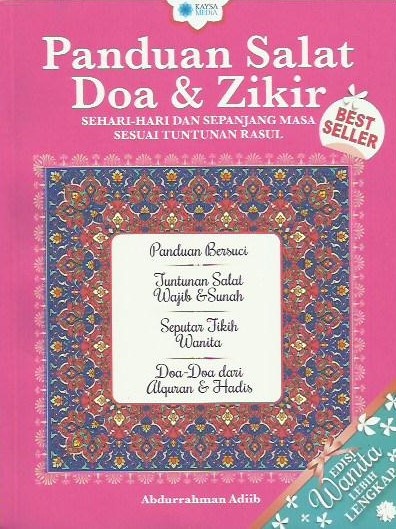 KAYSA
MEDIA
Panduan Salat
Doa & Zikir
SEHARI-HARI DAN SEPANJANG MASA
SESUAI TUNTUNAN RASUL
BEST
SELLER
Panduan Bersuci
Tuntunan Salat
Wajib & Sunah
Seputar Fikih
Wanita
Doa-Doa dari
Alquran & Hadis
EDISI
Wanita
LEBIH
LENGKAP
Abdurrahman Adiib